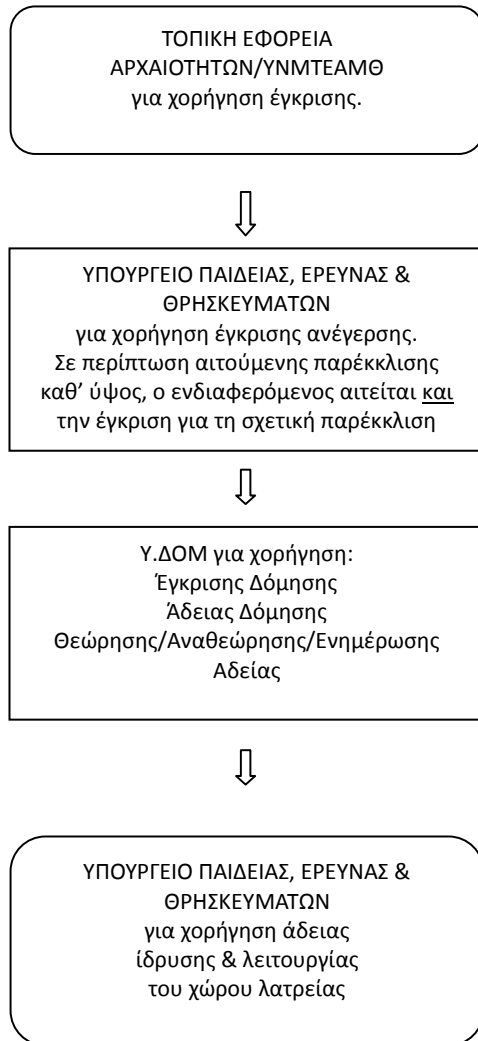 ΤΟΠΙΚΗ ΕΦΟΡΕΙΑ
ΑΡΧΑΙΟΤΗΤΩΝ/ΥΝΜΤΕΑΜΘ
για χορήγηση έγκρισης.
ΥΠΟΥΡΓΕΙΟ ΠΑΙΔΕΙΑΣ, ΕΡΕΥΝΑΣ &
ΘΡΗΣΚΕΥΜΑΤΩΝ
για χορήγηση έγκρισης ανέγερσης.
Σε περίπτωση αιτούμενης παρέκκλισης
καθ’ ύψος, ο ενδιαφερόμενος αιτείται και
την έγκριση για τη σχετική παρέκκλιση
Υ.ΔΟΜ για χορήγηση:
Έγκρισης Δόμησης
Άδειας Δόμησης
Θεώρησης/Αναθεώρησης/Ενημέρωσης
Αδείας
ΥΠΟΥΡΓΕΙΟ ΠΑΙΔΕΙΑΣ, ΕΡΕΥΝΑΣ &
ΘΡΗΣΚΕΥΜΑΤΩΝ
για χορήγηση άδειας
ίδρυσης & λειτουργίας
του χώρου λατρείας